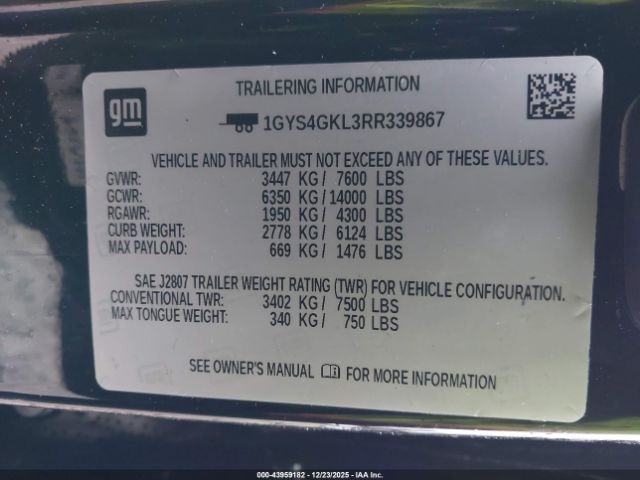 gm
TRAILERING INFORMATION
1GYS4GKL3RR339867
VEHICLE AND TRAILER MUST NOT EXCEED ANY OF THESE VALUES.
GVWR: 3447 KG/ 7600 LBS
GCWR: 6350 KG/14000 LBS
RGAWR: 1950 KG/ 4300 LBS
CURB WEIGHT: 2778 KG/ 6124 LBS
MAX PAYLOAD: 669 KG/ 1476 LBS
SAE J2807 TRAILER WEIGHT RATING (TWR) FOR VEHICLE CONFIGURATION.
CONVENTIONAL TWR: 3402 KG/ 7500 LBS
MAX TONGUE WEIGHT: 340 KG/ 750 LBS
SEE OWNER'S MANUAL FOR MORE INFORMATION
000-43959182 - 12/23/2025 - IAA Inc.